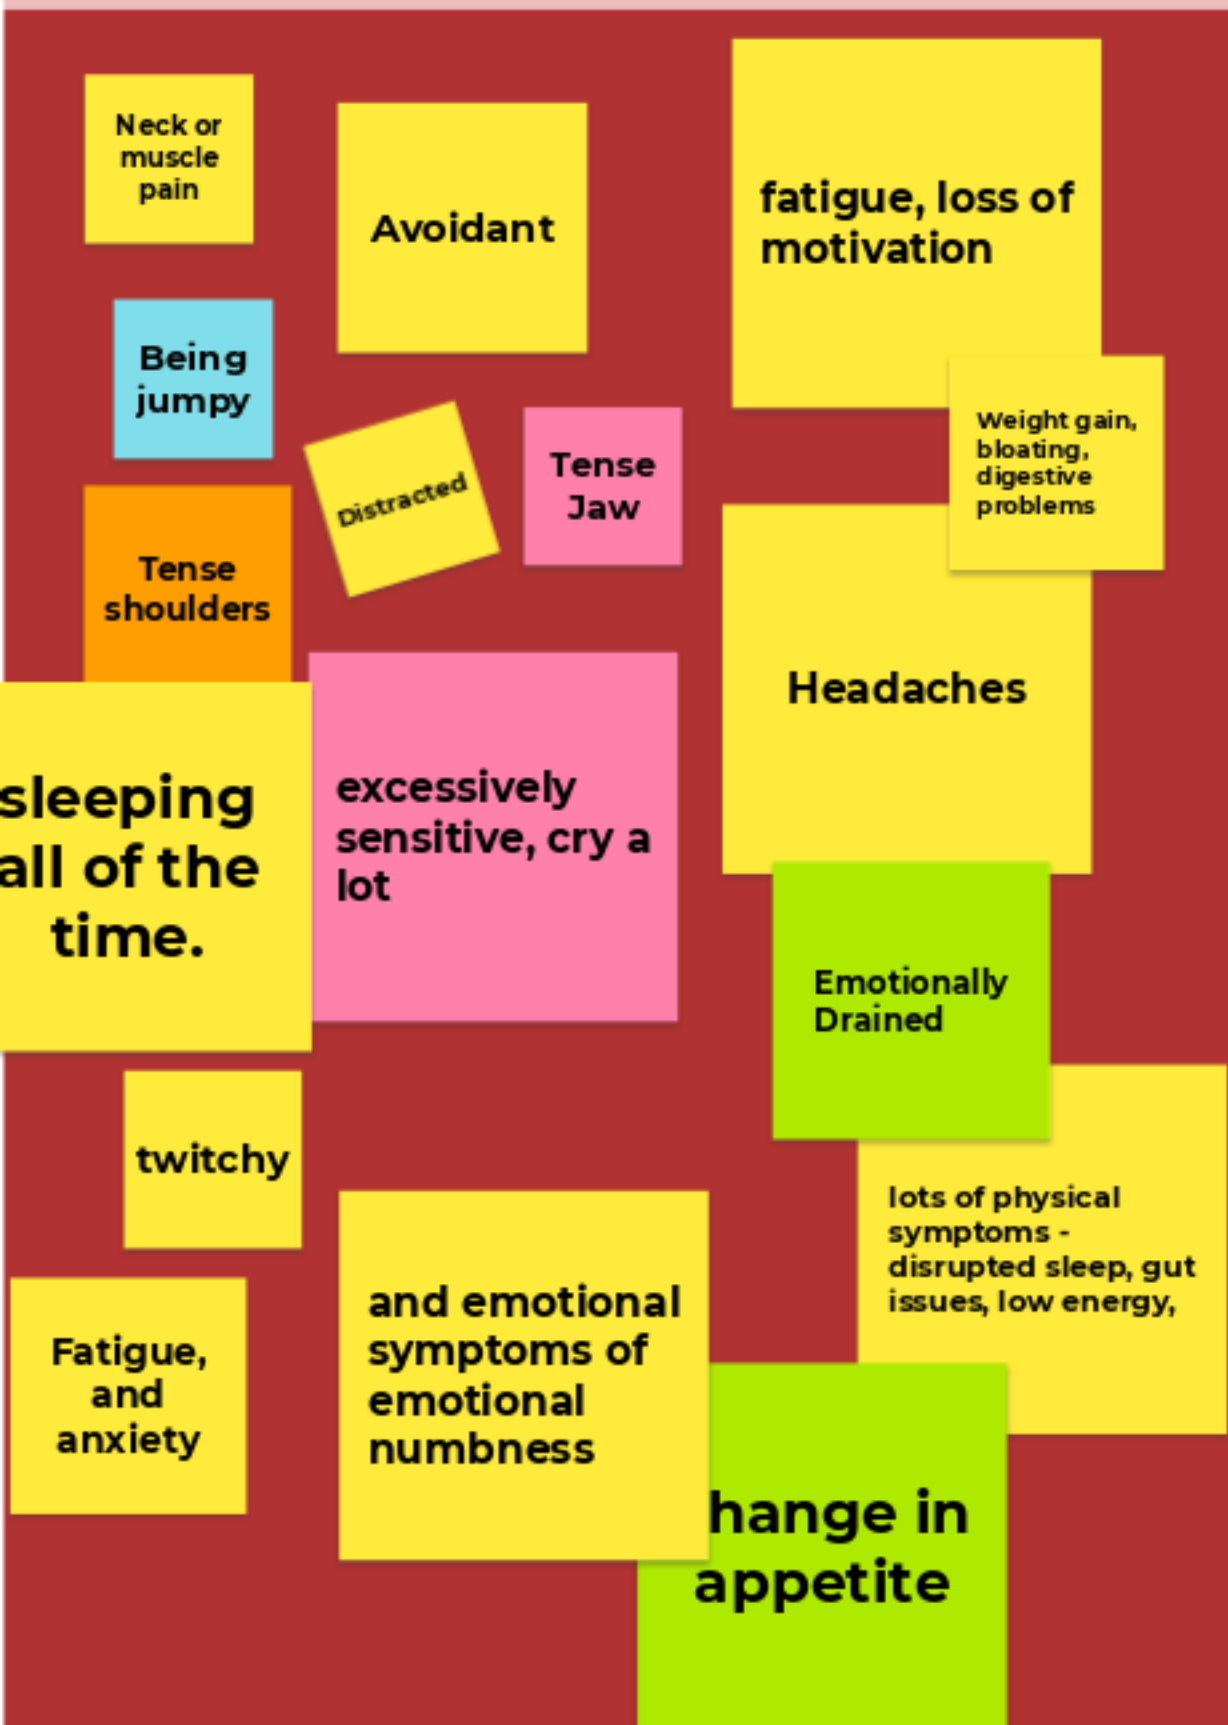 Neck or
muscle
pain
Avoidant
fatigue, loss of
motivation
Being
jumpy
Weight gain,
bloating,
digestive
problems
Distracted
Tense
Jaw
Tense
shoulders
Headaches
sleeping
all of the
time.
excessively
sensitive, cry a
lot
Emotionally
Drained
twitchy
lots of physical
symptoms -
disrupted sleep, gut
issues, low energy,
and emotional
symptoms of
emotional
numbness
Fatigue,
and
anxiety
hange in
appetite